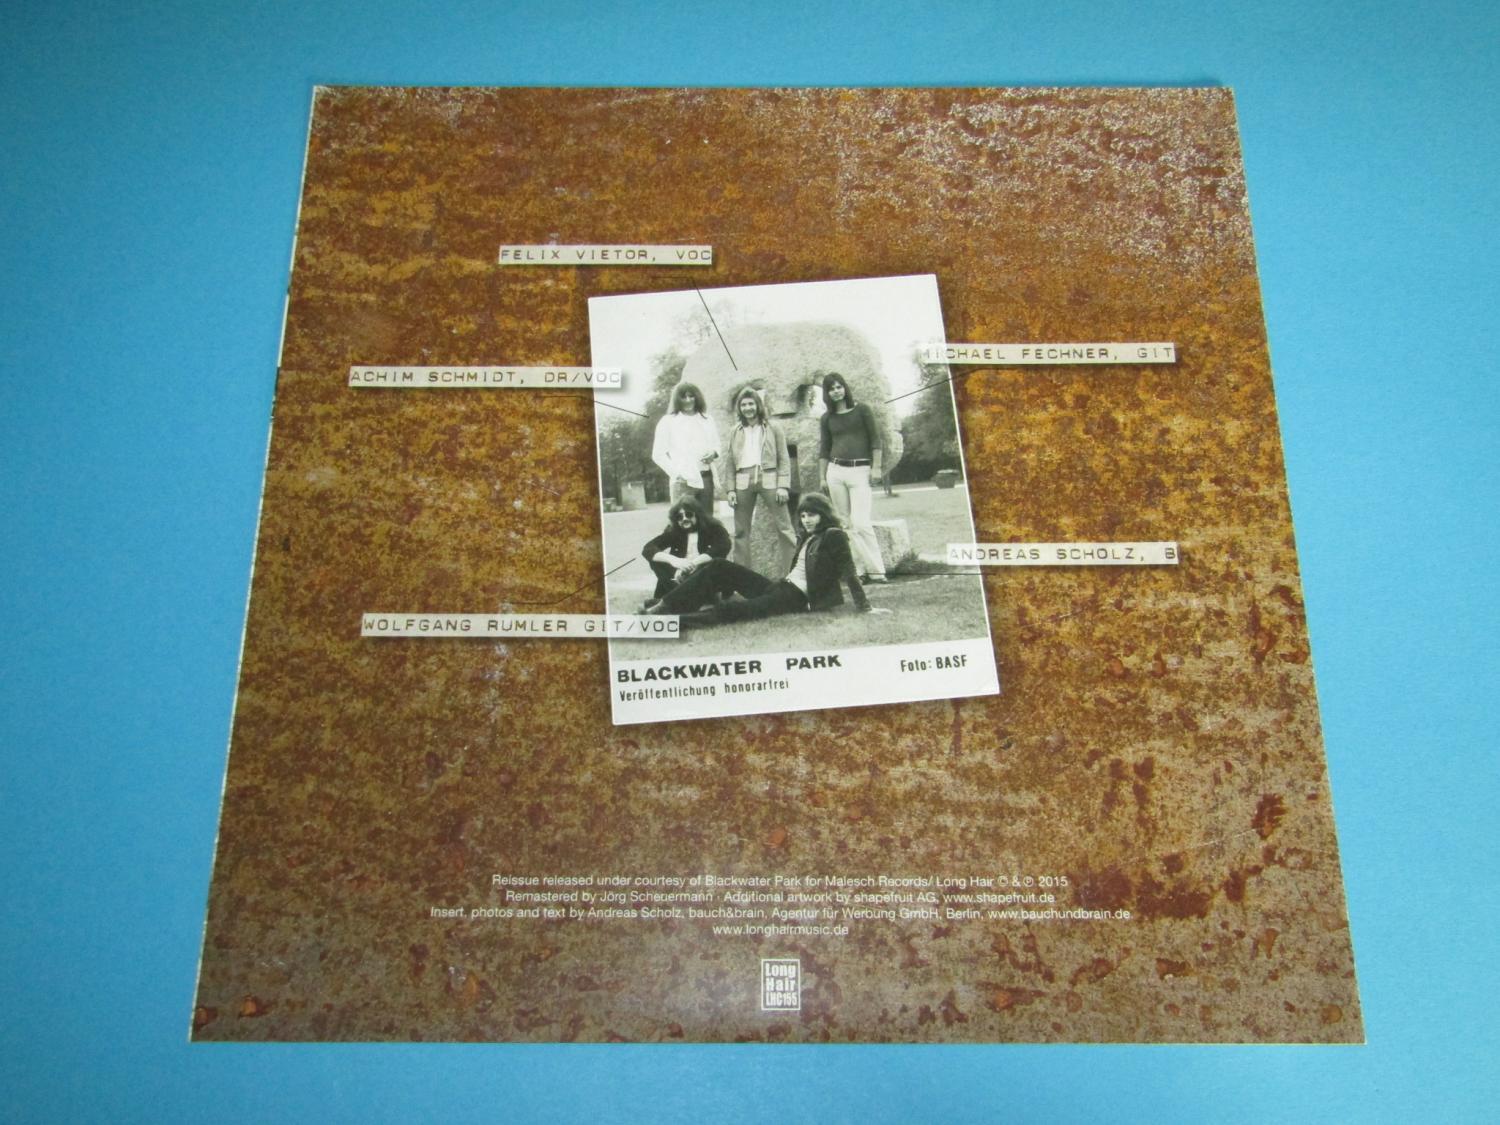 FELIX VIETOR, VOC
MICHAEL FECHNER, GIT
ACHIM SCHMIDT, DR/VOC
ANDREAS SCHOLZ, B
WOLFGANG RUMLER GIT/VOC
BLACKWATER PARK
Foto: BASF
Veröffentlichung honorarfrei
Reissue released under courtesy of Blackwater Park for Malesch Records/ Long Hair © & ℗ 2015
Remastered by Jörg Scheuermann · Additional artwork by shapefruit AG, www.shapefruit.de
Insert, photos and text by Andreas Scholz, bauch&brain, Agentur für Werbung GmbH, Berlin, www.bauchundbrain.de
www.longhairmusic.de
Long
Hair
LHC155